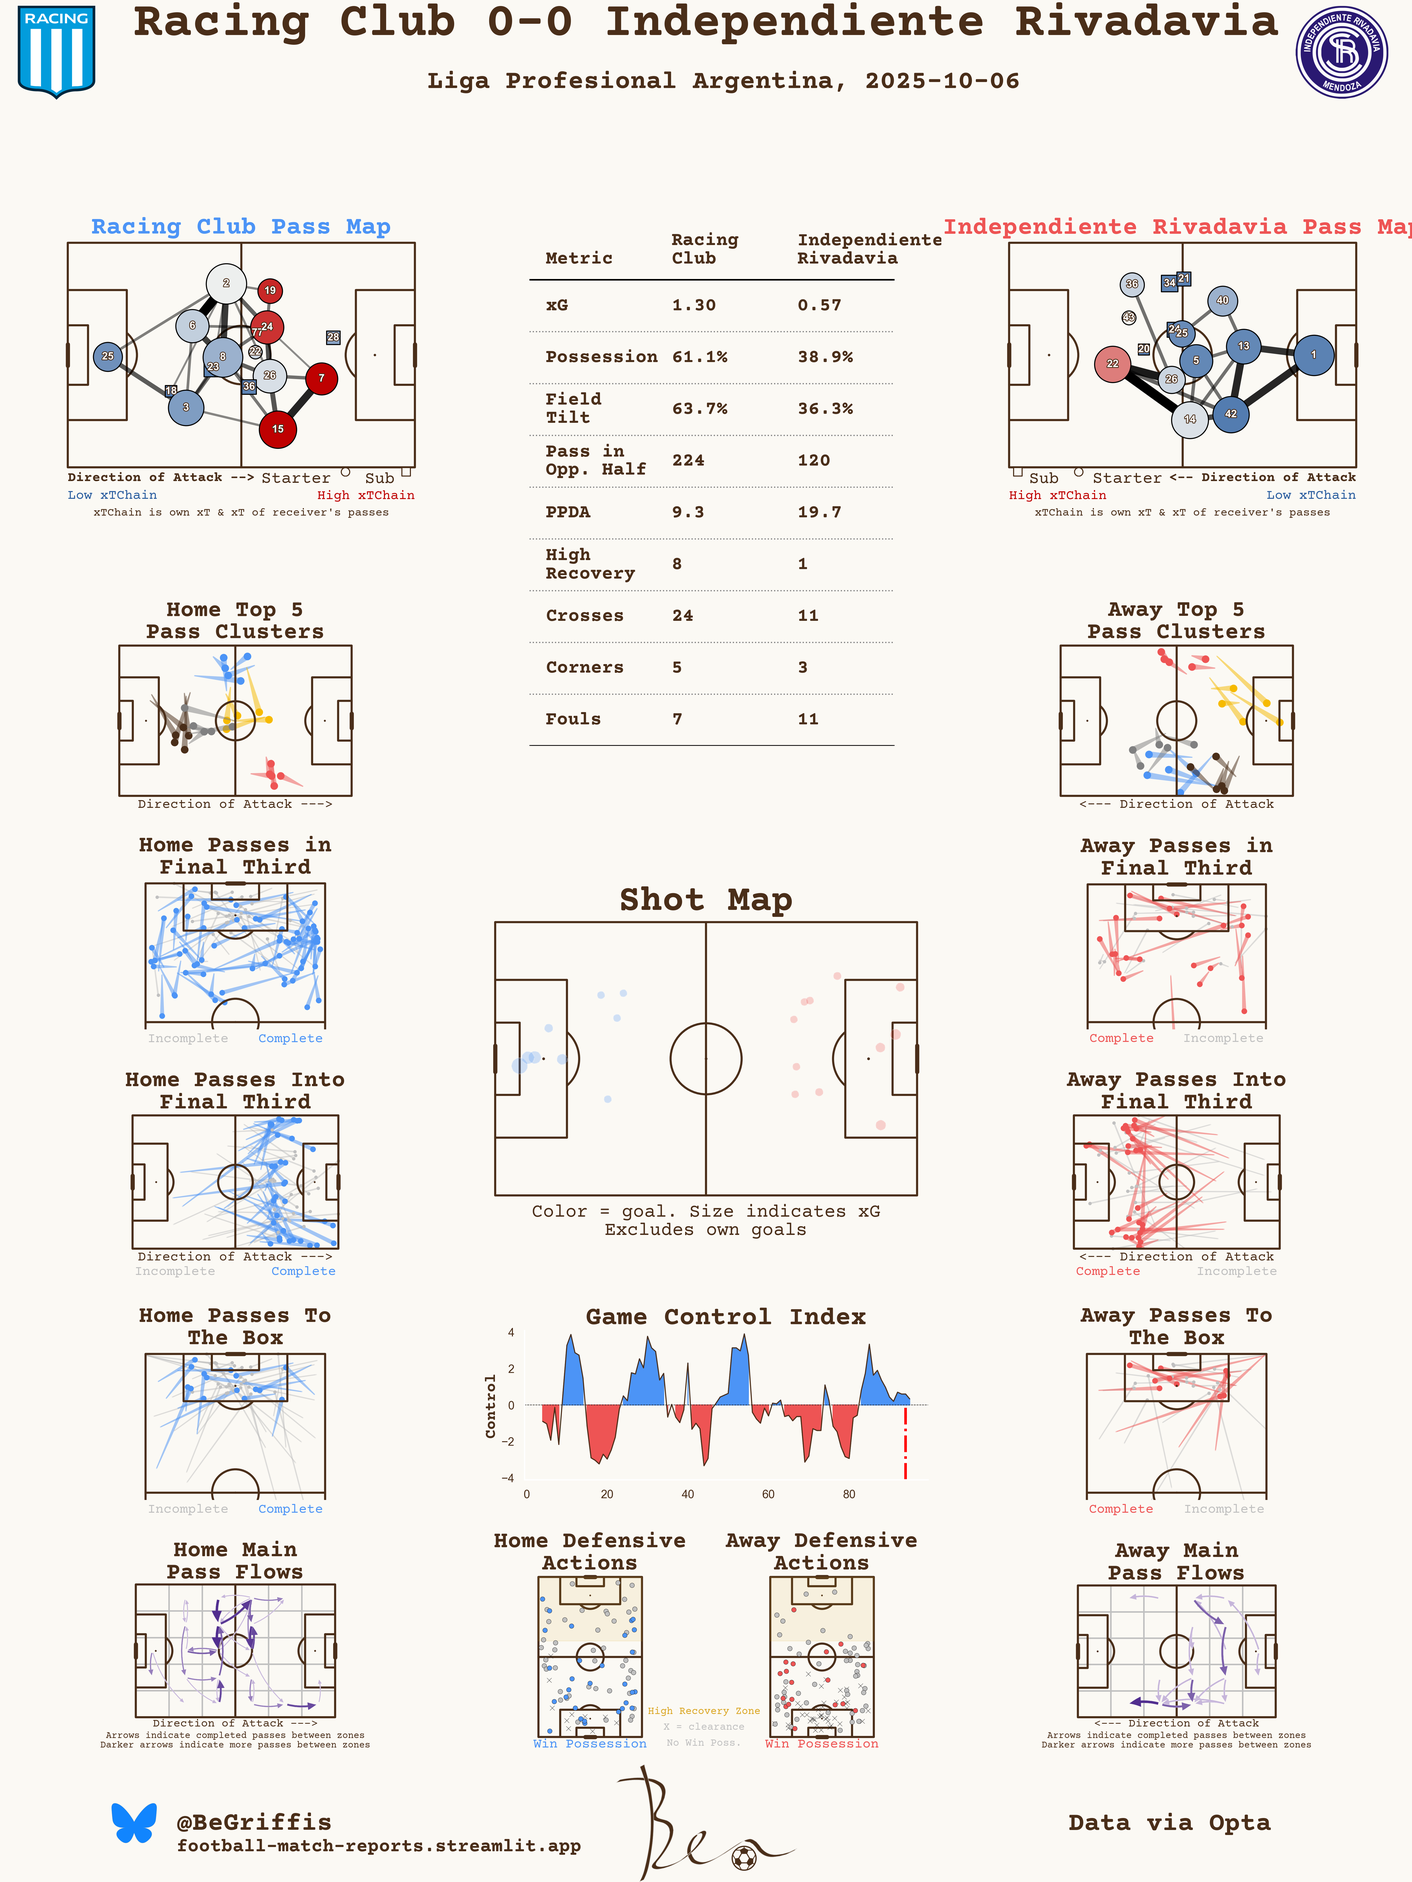 Racing Club 0-0 Independiente Rivadavia
Liga Profesional Argentina, 2025-10-06
RACING
INDEPENDIENTE RIVADAVIA
MENDOZA
Racing Club Pass Map
2
19
6
24
77
28
25
8
22
23
26
7
18
36
3
15
Direction of Attack --> Starter Sub
Low xTChain High xTChain
xTChain is own xT & xT of receiver's passes
Metric Racing Club Independiente Rivadavia
xG 1.30 0.57
Possession 61.1% 38.9%
Field Tilt 63.7% 36.3%
Pass in Opp. Half 224 120
PPDA 9.3 19.7
High Recovery 8 1
Crosses 24 11
Corners 5 3
Fouls 7 11
Independiente Rivadavia Pass Map
36
34
21
40
43
24
25
20
13
1
22
5
26
14
42
Sub Starter <-- Direction of Attack
High xTChain Low xTChain
xTChain is own xT & xT of receiver's passes
Home Top 5
Pass Clusters
Direction of Attack --->
Away Top 5
Pass Clusters
<--- Direction of Attack
Home Passes in
Final Third
Incomplete Complete
Away Passes in
Final Third
Complete Incomplete
Shot Map
Color = goal. Size indicates xG
Excludes own goals
Home Passes Into
Final Third
Direction of Attack --->
Incomplete Complete
Away Passes Into
Final Third
<--- Direction of Attack
Complete Incomplete
Home Passes To
The Box
Incomplete Complete
Game Control Index
Control
4
2
0
−2
−4
0 20 40 60 80
Away Passes To
The Box
Complete Incomplete
Home Main
Pass Flows
Direction of Attack --->
Arrows indicate completed passes between zones
Darker arrows indicate more passes between zones
Home Defensive
Actions
Win Possession
High Recovery Zone
X = clearance
No Win Poss.
Away Defensive
Actions
Win Possession
Away Main
Pass Flows
<--- Direction of Attack
Arrows indicate completed passes between zones
Darker arrows indicate more passes between zones
@BeGriffis
football-match-reports.streamlit.app
Ben
Data via Opta